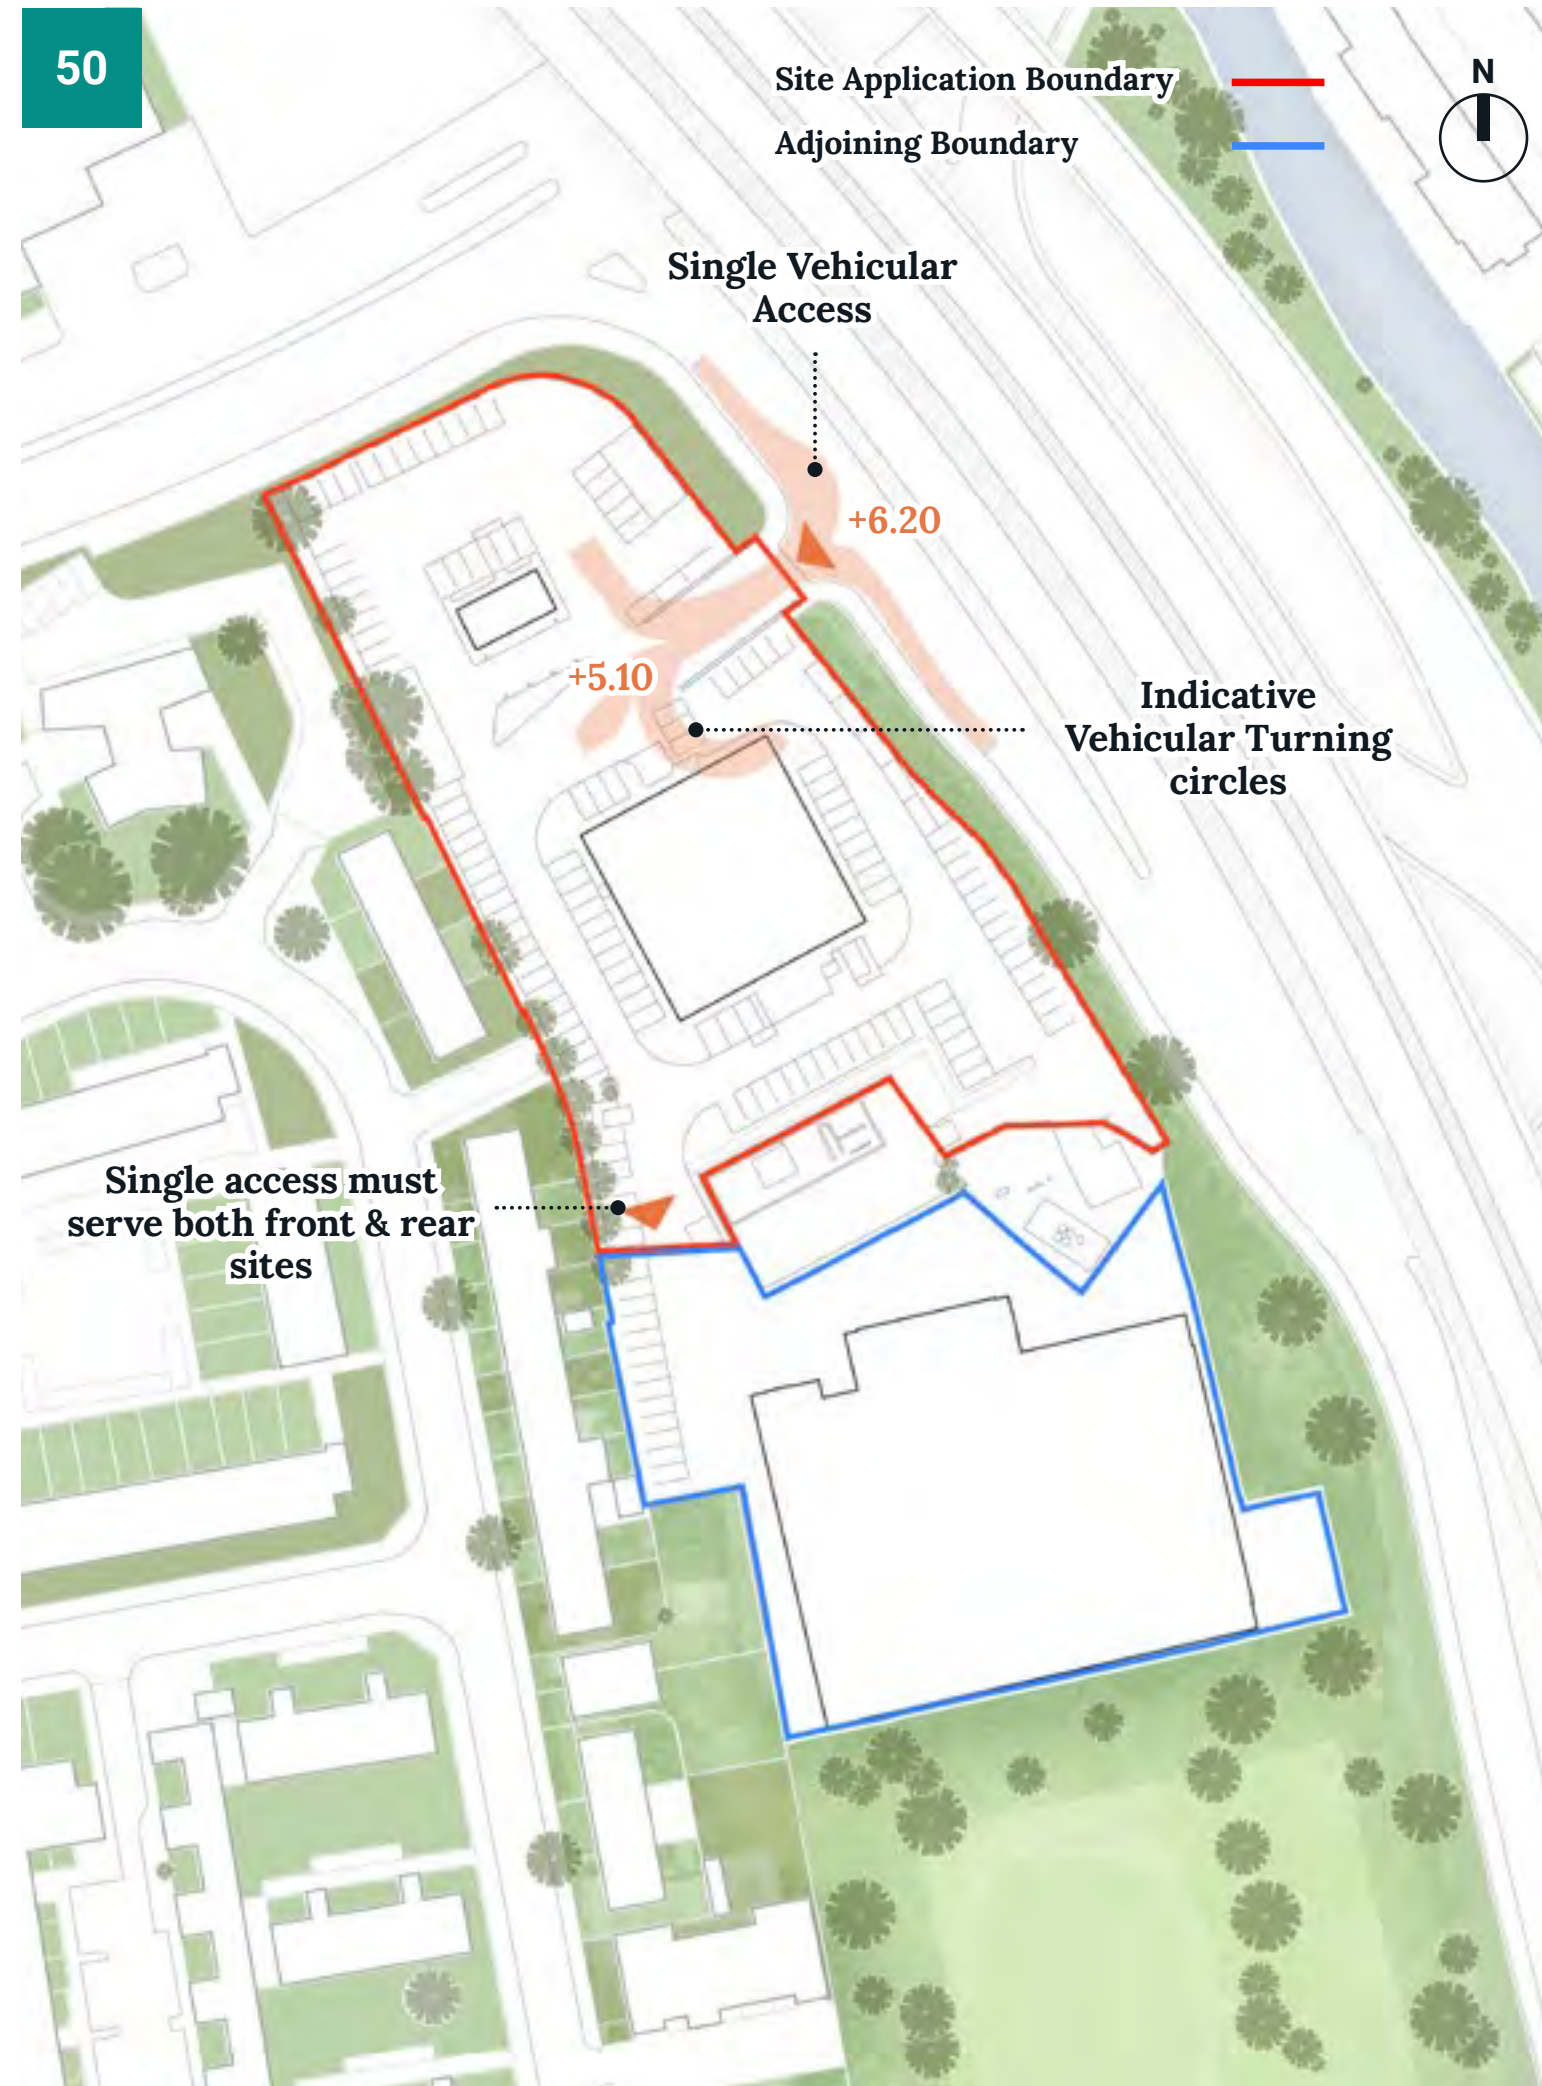 50
Site Application Boundary
Adjoining Boundary
N
Single Vehicular
Access
+6.20
+5.10
Indicative
Vehicular Turning
circles
Single access must
serve both front & rear
sites